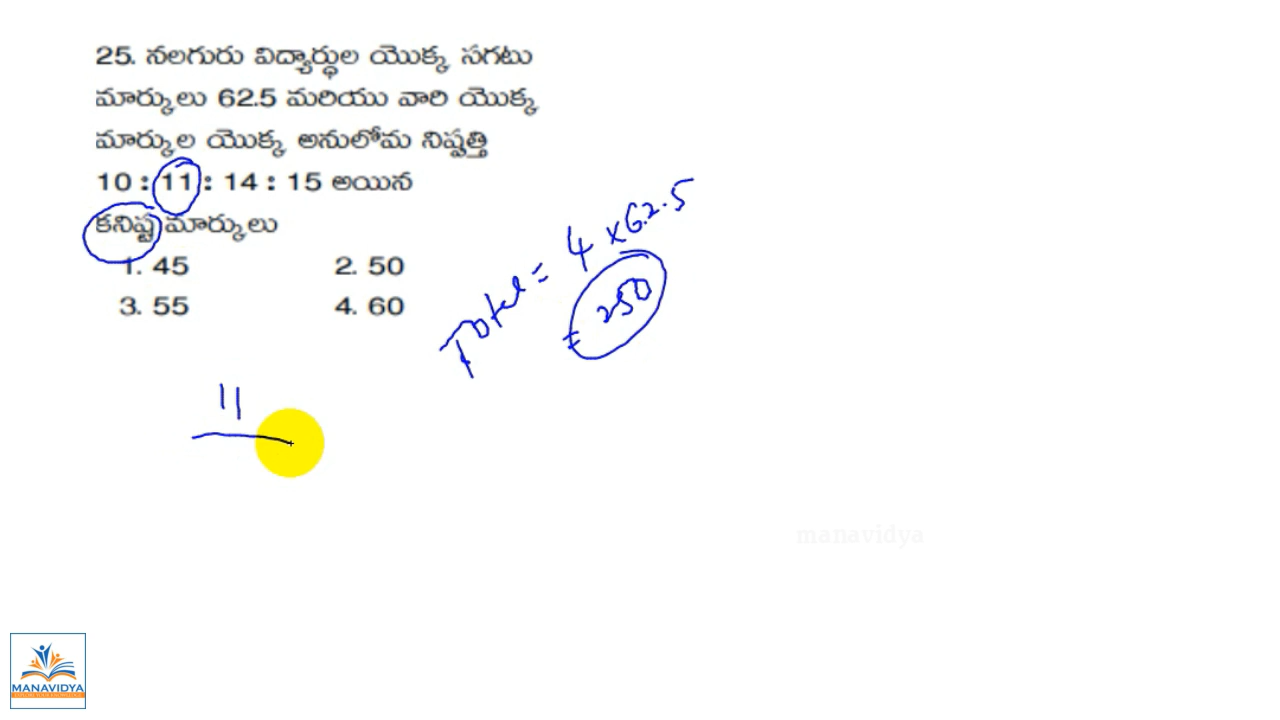 25. నలగురు విద్యార్థుల యొక్క సగటు
మార్కులు 62.5 మరియు వారి యొక్క
మార్కుల యొక్క అనులోమ నిష్పత్తి
10 : 11 : 14 : 15 అయిన
కనిష్ట మార్కులు
1. 45 2. 50
3. 55 4. 60
Total = 4 × 62.5
= 250
11
manavidya
MANAVIDYA